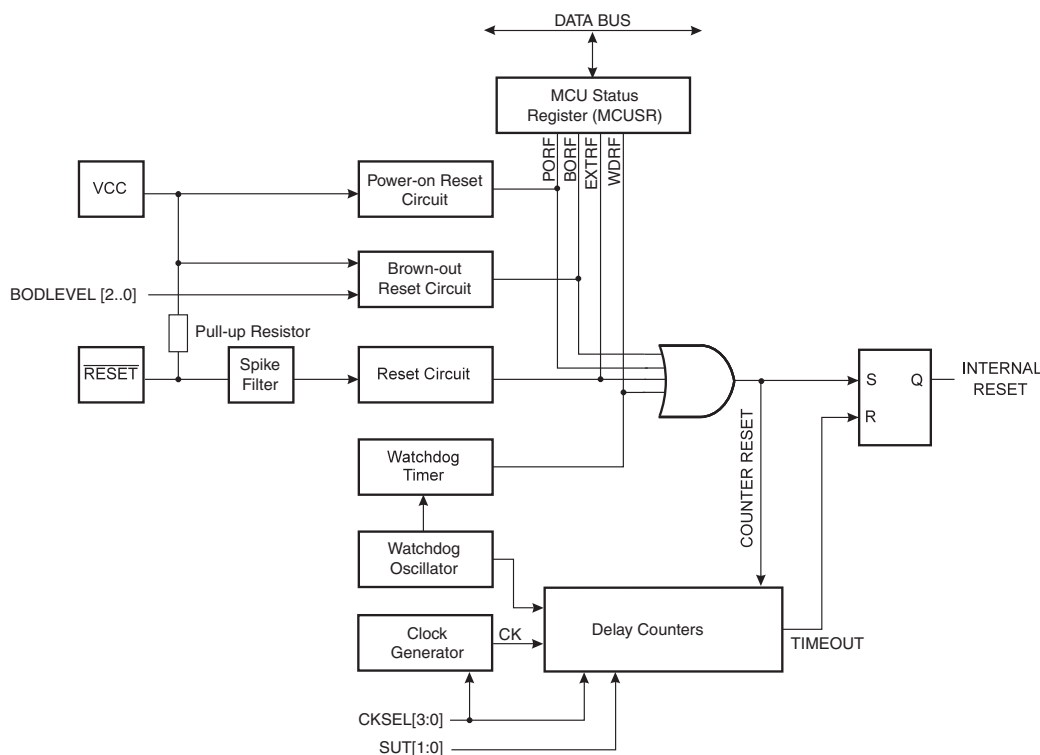 DATA BUS
MCU Status
Register (MCUSR)
PORF
BORF
EXTRF
WDRF
VCC
Power-on Reset
Circuit
Brown-out
Reset Circuit
BODLEVEL [2..0]
Pull-up Resistor
RESET
Spike
Filter
Reset Circuit
S
Q
R
INTERNAL
RESET
Watchdog
Timer
COUNTER RESET
Watchdog
Oscillator
Clock
Generator
CK
Delay Counters
TIMEOUT
CKSEL[3:0]
SUT[1:0]